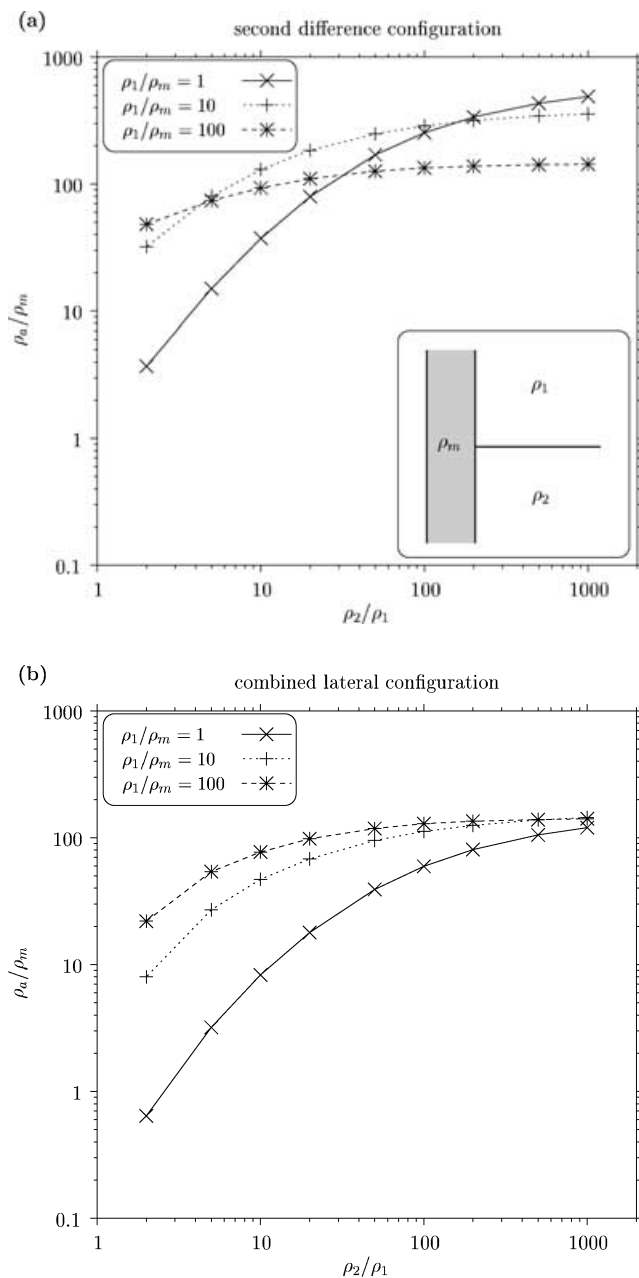 (a)
second difference configuration
1000
ρ₁/ρₘ = 1
ρ₁/ρₘ = 10
ρ₁/ρₘ = 100
100
10
1
0.1
ρₐ/ρₘ
ρₘ
ρ₁
ρ₂
1 10 100 1000
ρ₂/ρ₁
(b)
combined lateral configuration
1000
ρ₁/ρₘ = 1
ρ₁/ρₘ = 10
ρ₁/ρₘ = 100
100
10
1
0.1
ρₐ/ρₘ
1 10 100 1000
ρ₂/ρ₁